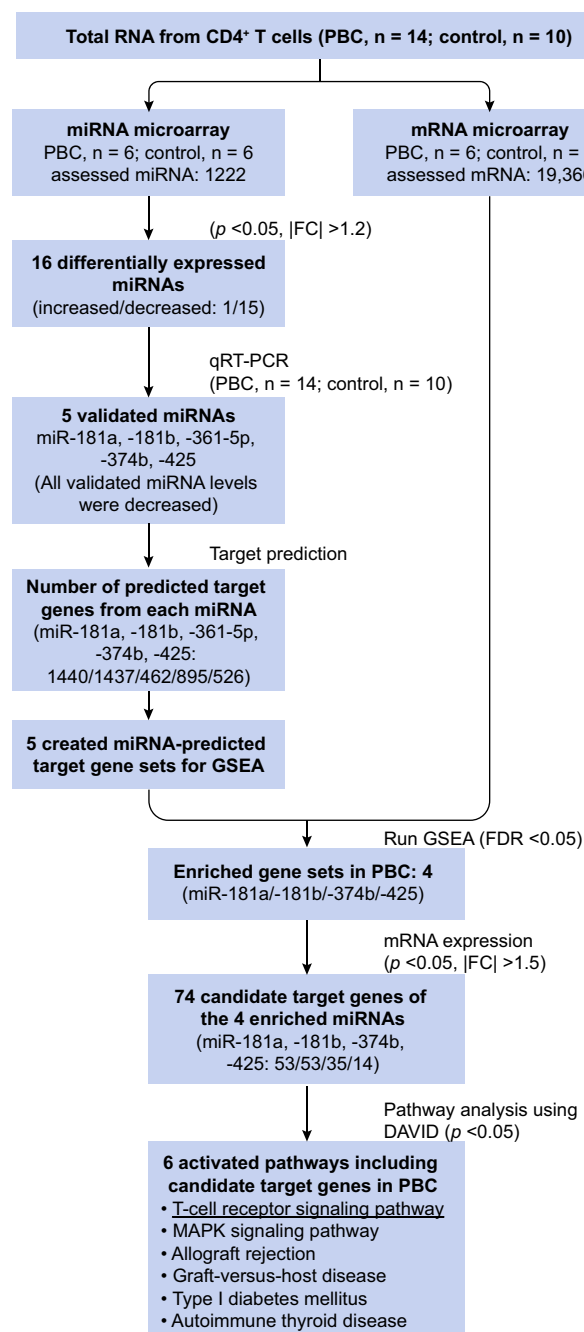 Total RNA from CD4⁺ T cells (PBC, n = 14; control, n = 10)
miRNA microarray
PBC, n = 6; control, n = 6
assessed miRNA: 1222
mRNA microarray
PBC, n = 6; control, n =
assessed mRNA: 19,36
(p <0.05, |FC| >1.2)
16 differentially expressed
miRNAs
(increased/decreased: 1/15)
qRT-PCR
(PBC, n = 14; control, n = 10)
5 validated miRNAs
miR-181a, -181b, -361-5p,
-374b, -425
(All validated miRNA levels
were decreased)
Target prediction
Number of predicted target
genes from each miRNA
(miR-181a, -181b, -361-5p,
-374b, -425:
1440/1437/462/895/526)
5 created miRNA-predicted
target gene sets for GSEA
Run GSEA (FDR <0.05)
Enriched gene sets in PBC: 4
(miR-181a/-181b/-374b/-425)
mRNA expression
(p <0.05, |FC| >1.5)
74 candidate target genes of
the 4 enriched miRNAs
(miR-181a, -181b, -374b,
-425: 53/53/35/14)
Pathway analysis using
DAVID (p <0.05)
6 activated pathways including
candidate target genes in PBC
• T-cell receptor signaling pathway
• MAPK signaling pathway
• Allograft rejection
• Graft-versus-host disease
• Type I diabetes mellitus
• Autoimmune thyroid disease